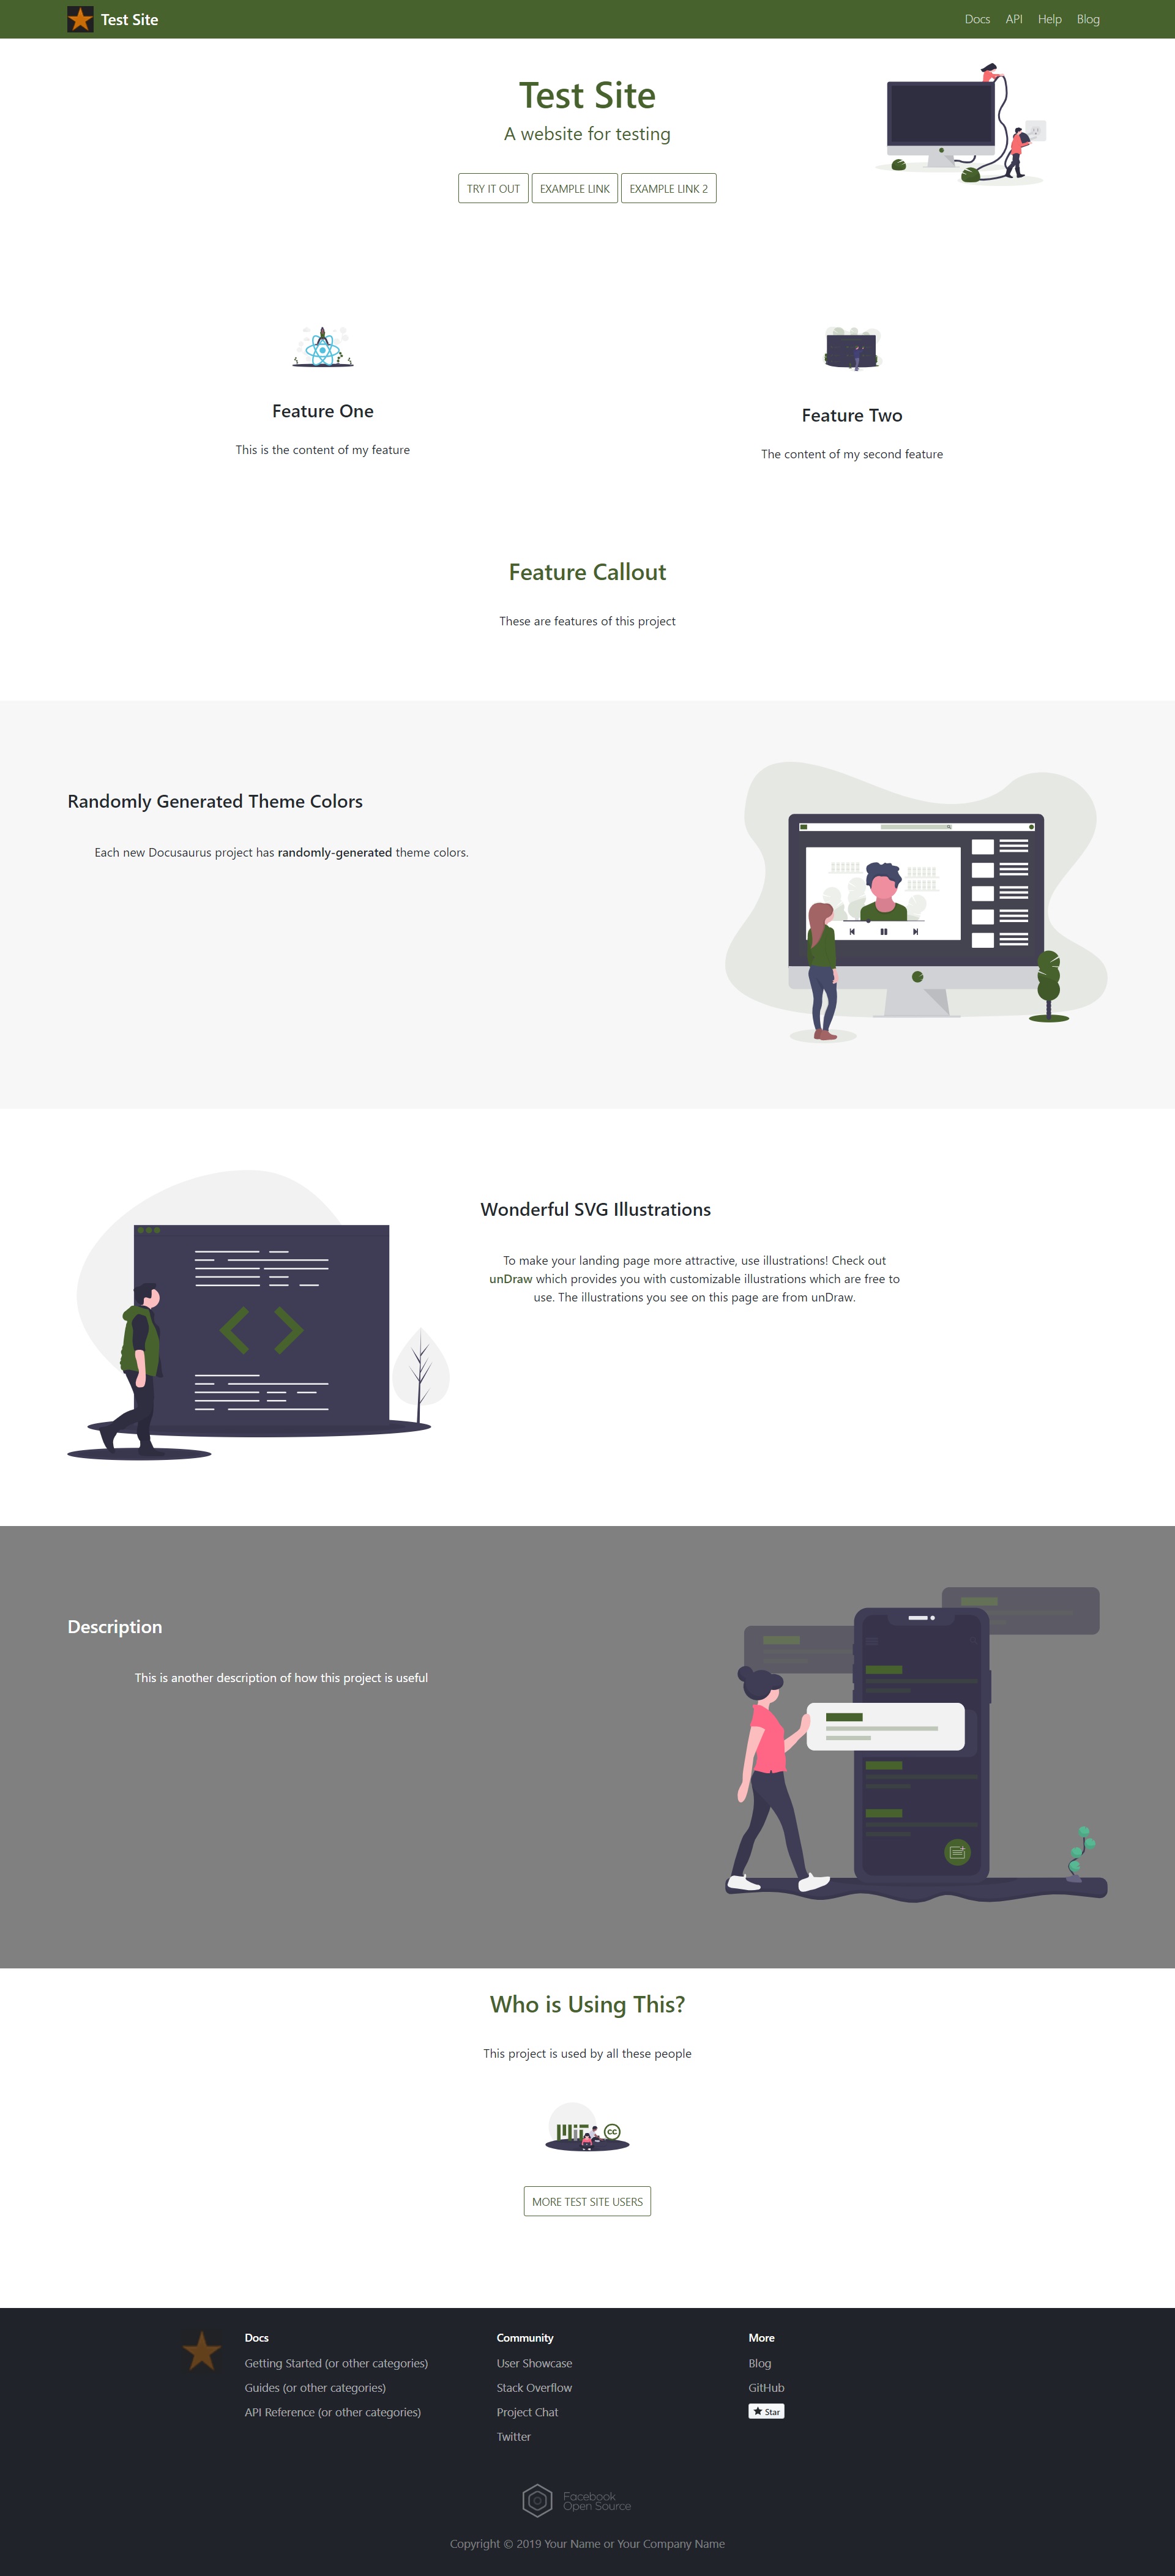 Test Site
Docs API Help Blog
Test Site
A website for testing
TRY IT OUT
EXAMPLE LINK
EXAMPLE LINK 2
Feature One
This is the content of my feature
Feature Two
The content of my second feature
Feature Callout
These are features of this project
Randomly Generated Theme Colors
Each new Docusaurus project has randomly-generated theme colors.
Wonderful SVG Illustrations
To make your landing page more attractive, use illustrations! Check out
unDraw which provides you with customizable illustrations which are free to
use. The illustrations you see on this page are from unDraw.
Description
This is another description of how this project is useful
Who is Using This?
This project is used by all these people
MIT
cc
MORE TEST SITE USERS
Docs
Getting Started (or other categories)
Guides (or other categories)
API Reference (or other categories)
Community
User Showcase
Stack Overflow
Project Chat
Twitter
More
Blog
GitHub
Star
Facebook
Open Source
Copyright © 2019 Your Name or Your Company Name